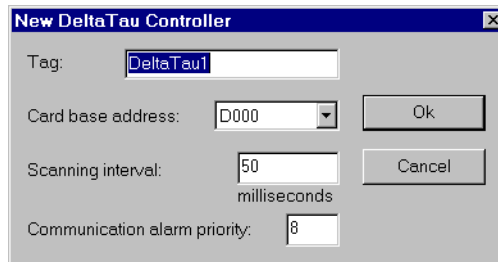 New DeltaTau Controller
Tag: DeltaTau1
Card base address: D000 Ok
Scanning interval: 50 Cancel
milliseconds
Communication alarm priority: 8